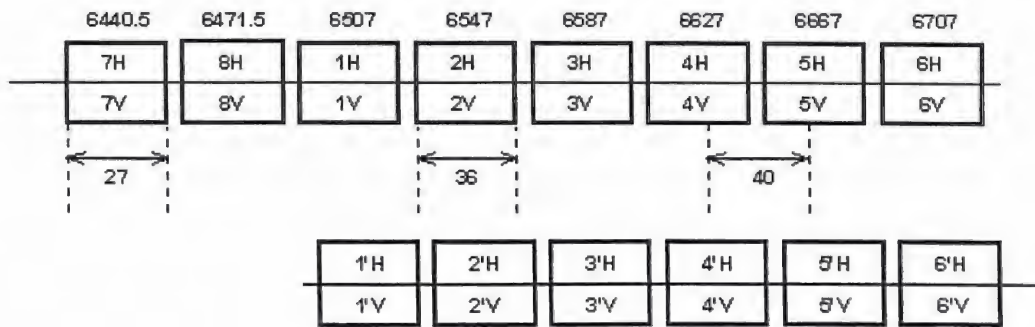 6440.5 6471.5 6507 6547 6587 6627 6667 6707
7H 8H 1H 2H 3H 4H 5H 6H
7V 8V 1V 2V 3V 4V 5V 6V
27 36 40
1'H 2'H 3'H 4'H 5'H 6'H
1'V 2'V 3'V 4'V 5'V 6'V